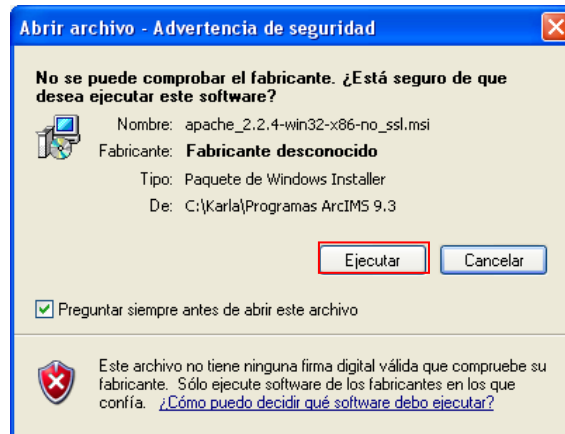 Abrir archivo - Advertencia de seguridad
No se puede comprobar el fabricante. ¿Está seguro de que
desea ejecutar este software?
Nombre: apache_2.2.4-win32-x86-no_ssl.msi
Fabricante: Fabricante desconocido
Tipo: Paquete de Windows Installer
De: C:\Karla\Programas ArcIMS 9.3
Ejecutar Cancelar
Preguntar siempre antes de abrir este archivo
Este archivo no tiene ninguna firma digital válida que compruebe su
fabricante. Sólo ejecute software de los fabricantes en los que
confía. ¿Cómo puedo decidir qué software debo ejecutar?